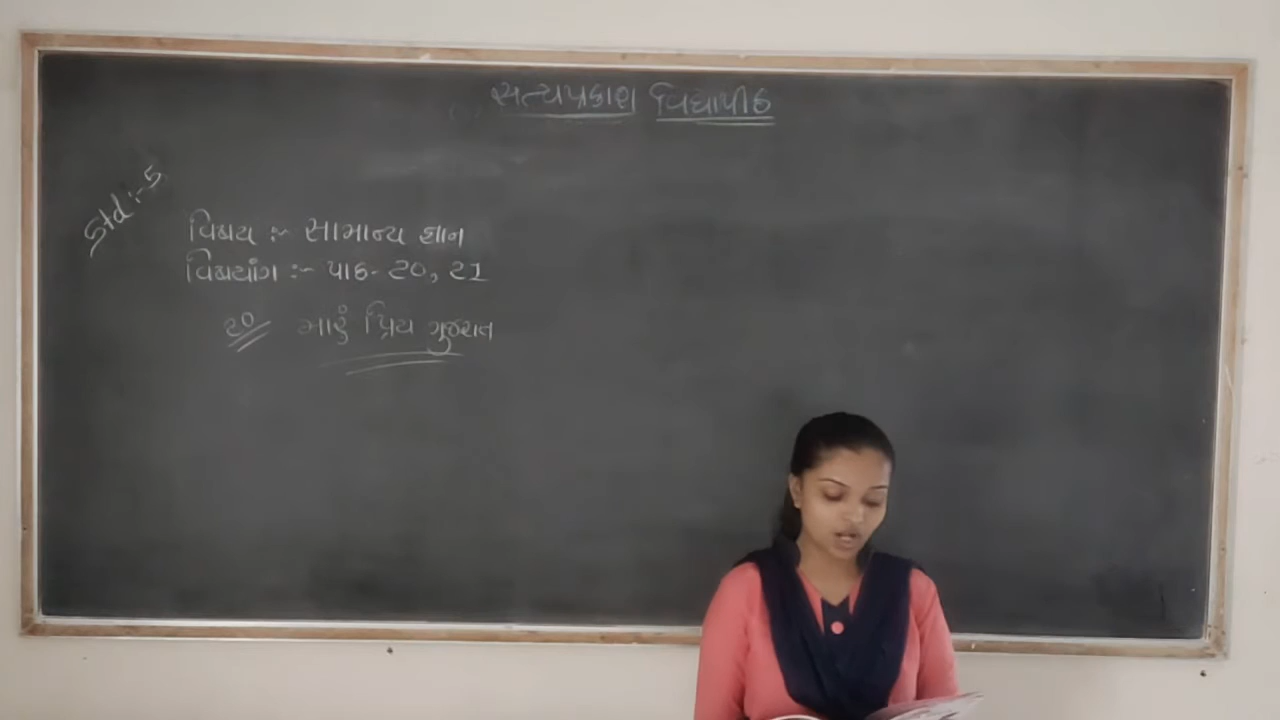 સત્યપ્રકાશ વિદ્યાપીઠ
Std :- 5
વિષય :- સામાન્ય જ્ઞાન
વિષયાંગ :- પાઠ- ૨૦, ૨૧
૨૦ મારું પ્રિય ગુજરાત